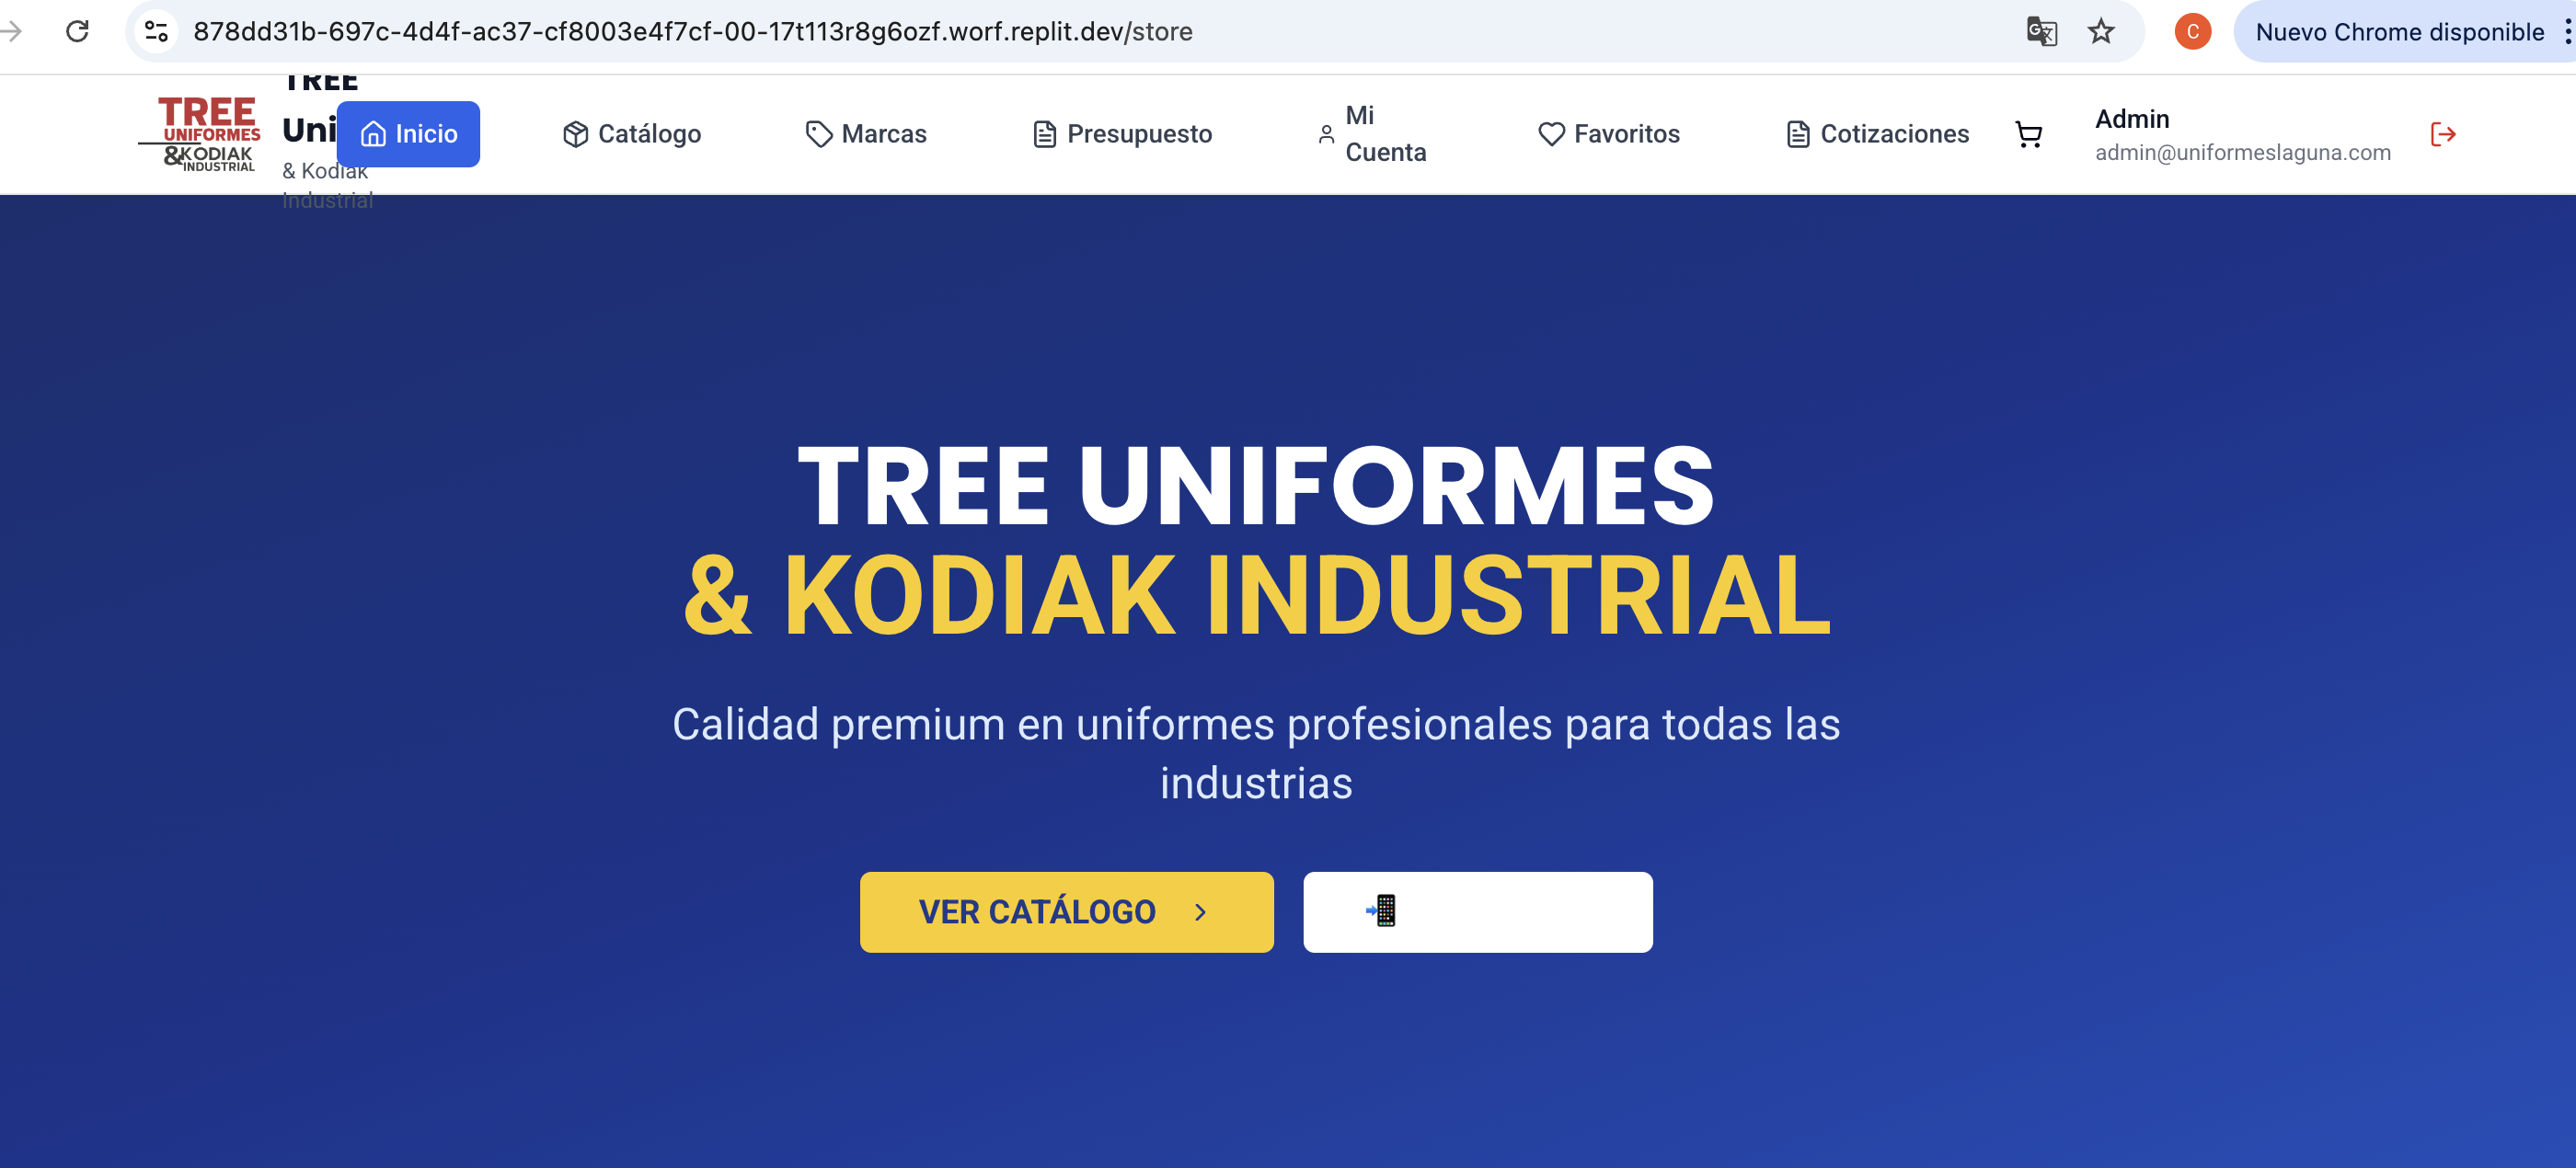 878dd31b-697c-4d4f-ac37-cf8003e4f7cf-00-17t113r8g6ozf.worf.replit.dev/store
C
Nuevo Chrome disponible
TREE
UNIFORMES
&KODIAK
INDUSTRIAL
TREE
Uni
& Kodiak
Industrial
Inicio
Catálogo
Marcas
Presupuesto
Mi
Cuenta
Favoritos
Cotizaciones
Admin
admin@uniformeslaguna.com
TREE UNIFORMES
& KODIAK INDUSTRIAL
Calidad premium en uniformes profesionales para todas las
industrias
VER CATÁLOGO